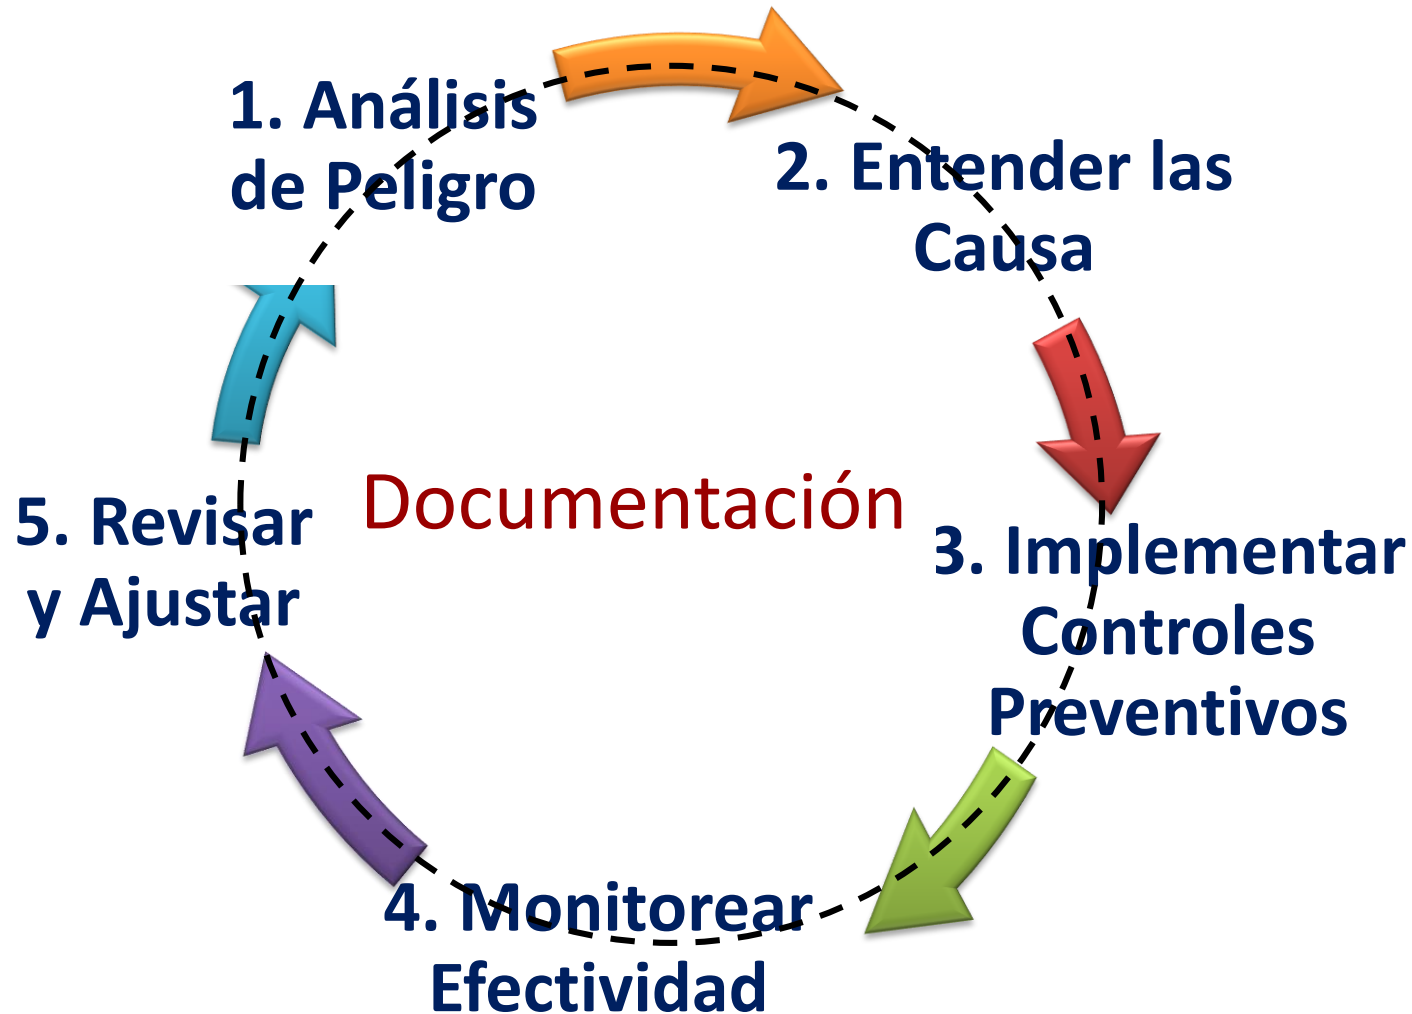 1. Análisis
de Peligro
2. Entender las
Causa
3. Implementar
Controles
Preventivos
4. Monitorear
Efectividad
5. Revisar
y Ajustar
Documentación